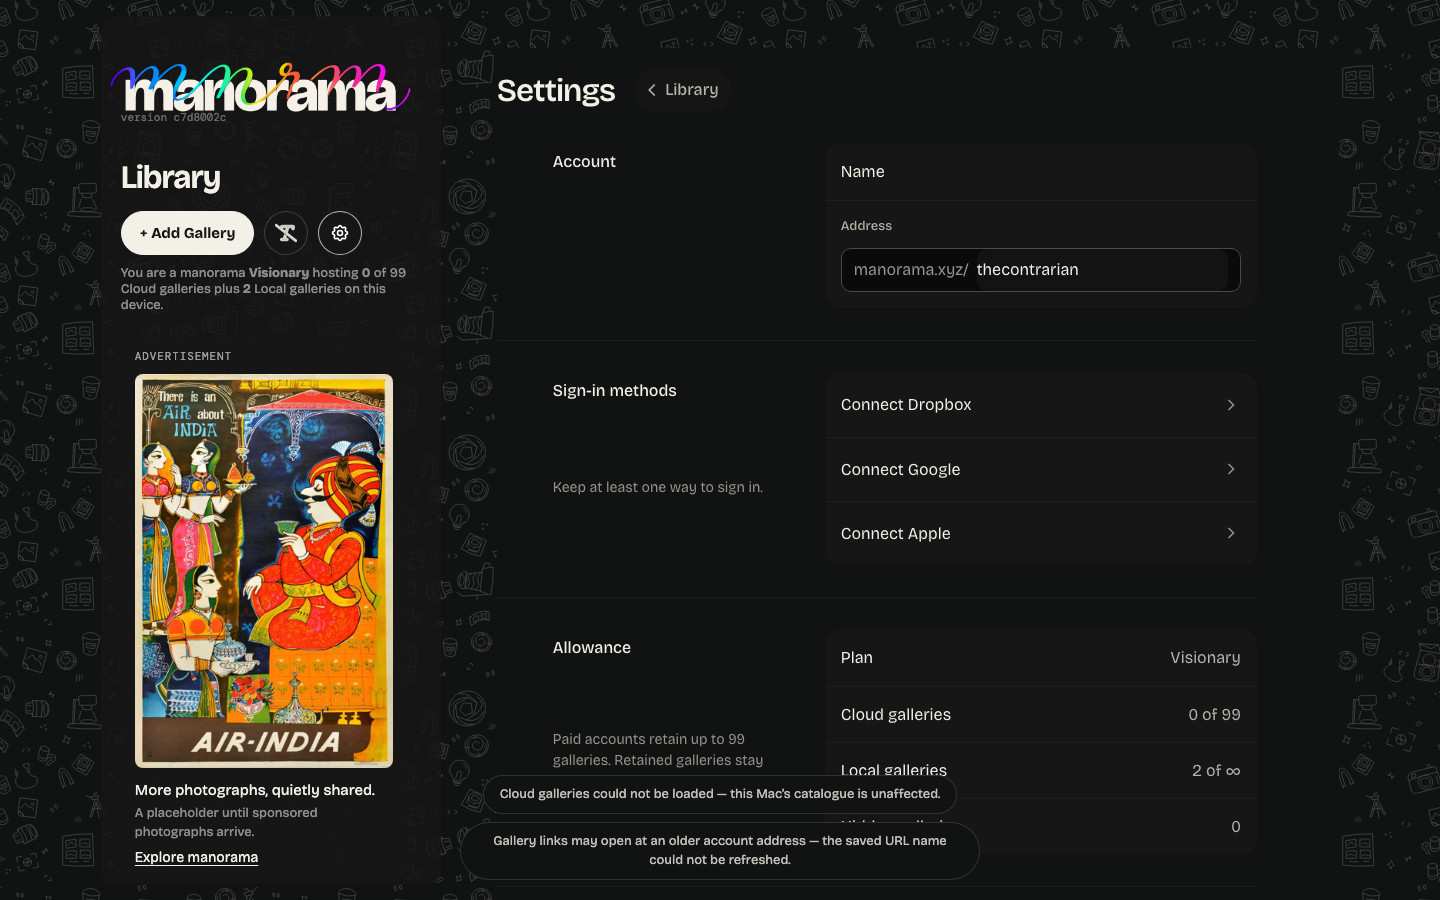 manorama
version c7d8002c
Library
+ Add Gallery
You are a manorama Visionary hosting 0 of 99
Cloud galleries plus 2 Local galleries on this
device.
ADVERTISEMENT
There is an
AIR about
INDIA
AIR-INDIA
More photographs, quietly shared.
A placeholder until sponsored
photographs arrive.
Explore manorama
Settings
Library
Account
Name
Address
manorama.xyz/ thecontrarian
Sign-in methods
Keep at least one way to sign in.
Connect Dropbox
Connect Google
Connect Apple
Allowance
Paid accounts retain up to 99
galleries. Retained galleries stay
Plan Visionary
Cloud galleries 0 of 99
Local galleries 2 of ∞
0
Cloud galleries could not be loaded — this Mac's catalogue is unaffected.
Gallery links may open at an older account address — the saved URL name
could not be refreshed.